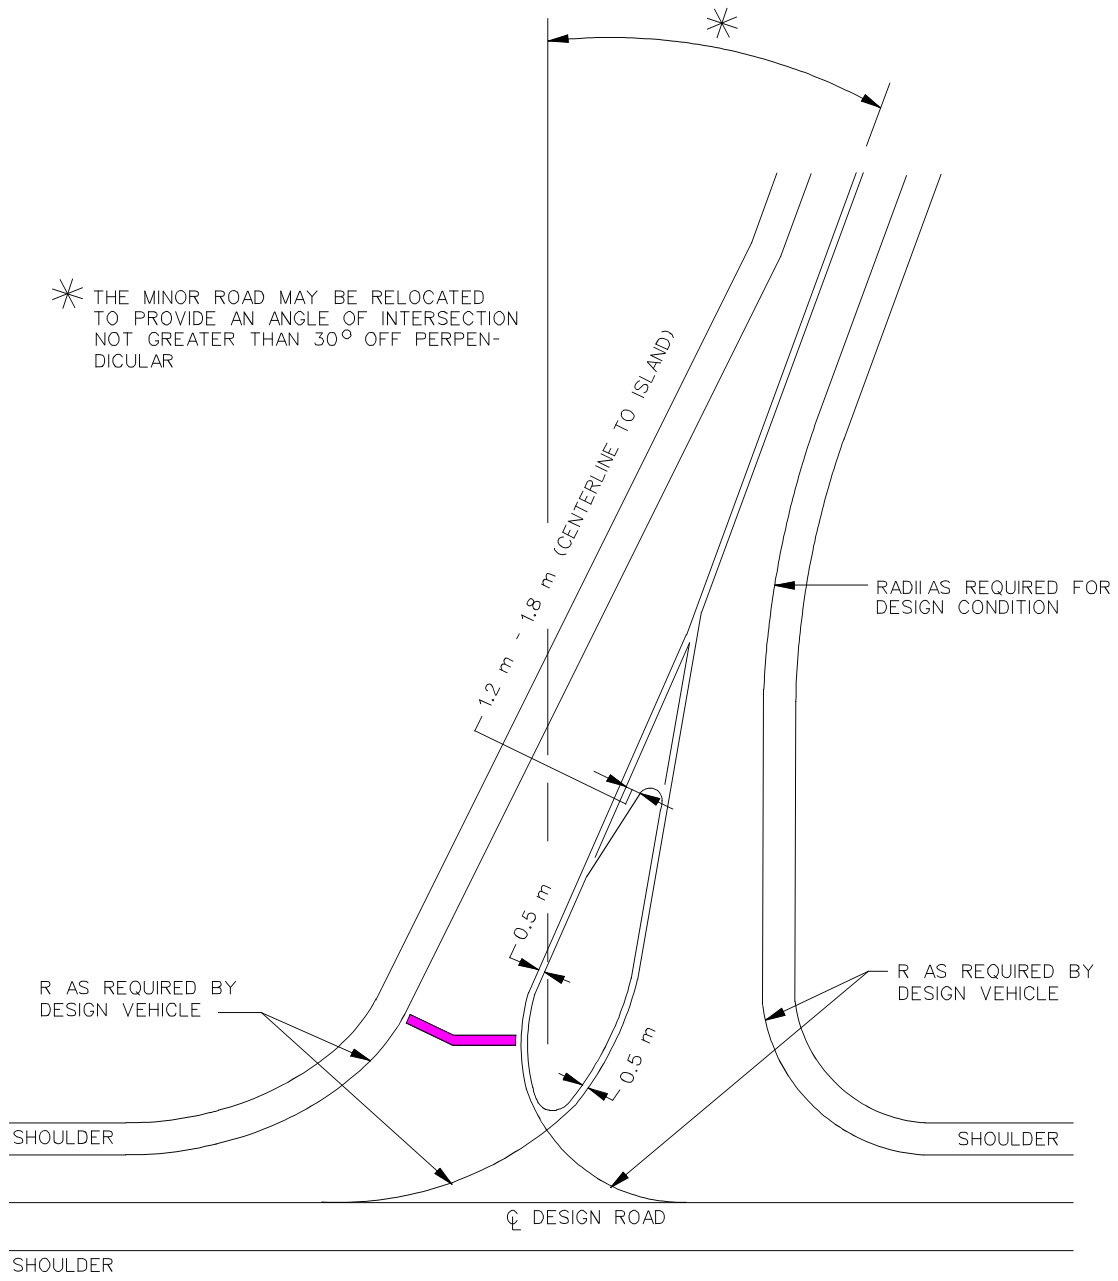 THE MINOR ROAD MAY BE RELOCATED
TO PROVIDE AN ANGLE OF INTERSECTION
NOT GREATER THAN 30° OFF PERPEN-
DICULAR
1.2 m - 1.8 m (CENTERLINE TO ISLAND)
RADII AS REQUIRED FOR
DESIGN CONDITION
0.5 m
R AS REQUIRED BY
DESIGN VEHICLE
R AS REQUIRED BY
DESIGN VEHICLE
0.5 m
SHOULDER
SHOULDER
℄ DESIGN ROAD
SHOULDER